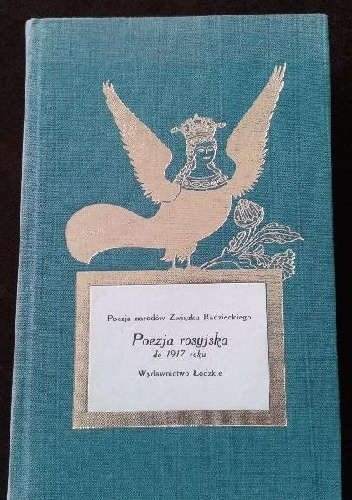 Poezja narodów Związku Radzieckiego
Poezja rosyjska
do 1917 roku
Wydawnictwo Łódzkie